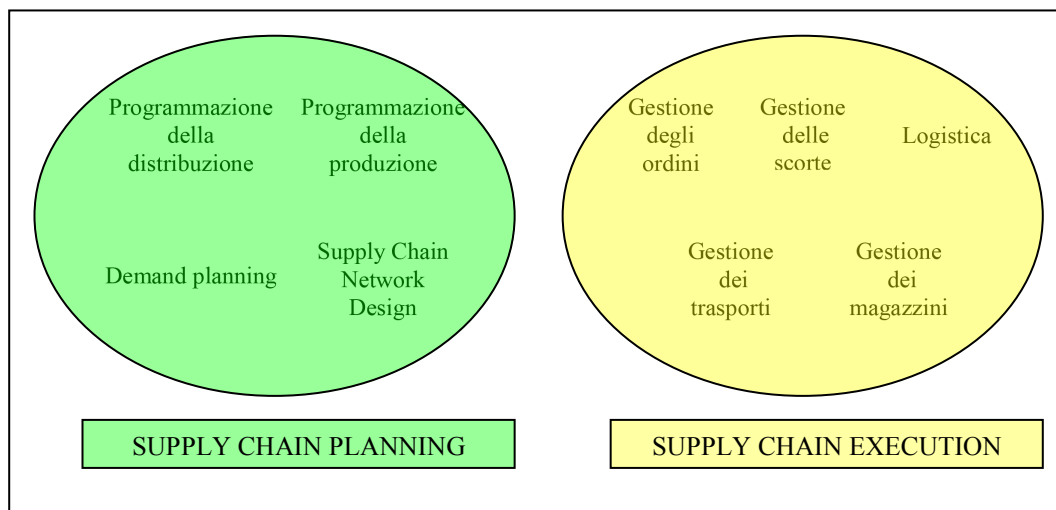 Programmazione
della
distribuzione
Programmazione
della
produzione
Demand planning
Supply Chain
Network
Design
SUPPLY CHAIN PLANNING
Gestione
degli
ordini
Gestione
delle
scorte
Logistica
Gestione
dei
trasporti
Gestione
dei
magazzini
SUPPLY CHAIN EXECUTION